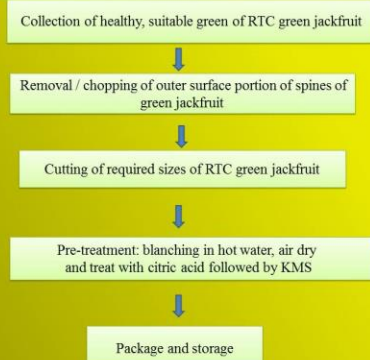 Collection of healthy, suitable green of RTC green jackfruit
Removal / chopping of outer surface portion of spines of
green jackfruit
Cutting of required sizes of RTC green jackfruit
Pre-treatment: blanching in hot water, air dry
and treat with citric acid followed by KMS
Package and storage